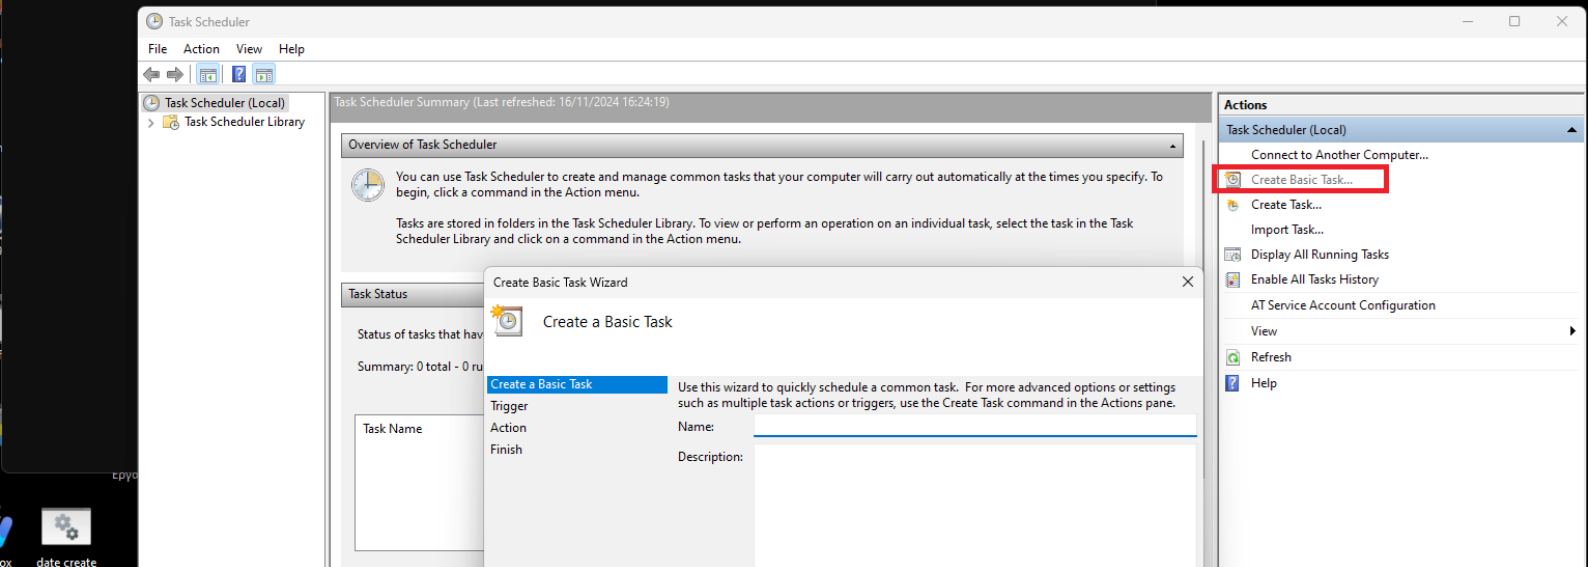 Task Scheduler
File Action View Help
Task Scheduler (Local)
Task Scheduler Library
Task Scheduler Summary (Last refreshed: 16/11/2024 16:24:19)
Overview of Task Scheduler
You can use Task Scheduler to create and manage common tasks that your computer will carry out automatically at the times you specify. To
begin, click a command in the Action menu.
Tasks are stored in folders in the Task Scheduler Library. To view or perform an operation on an individual task, select the task in the Task
Scheduler Library and click on a command in the Action menu.
Task Status
Status of tasks that hav
Summary: 0 total - 0 ru
Task Name
Create Basic Task Wizard
Create a Basic Task
Create a Basic Task
Trigger
Action
Finish
Use this wizard to quickly schedule a common task.  For more advanced options or settings
such as multiple task actions or triggers, use the Create Task command in the Actions pane.
Name:
Description:
Actions
Task Scheduler (Local)
Connect to Another Computer...
Create Basic Task...
Create Task...
Import Task...
Display All Running Tasks
Enable All Tasks History
AT Service Account Configuration
View
Refresh
Help
Εργο
ox
date create